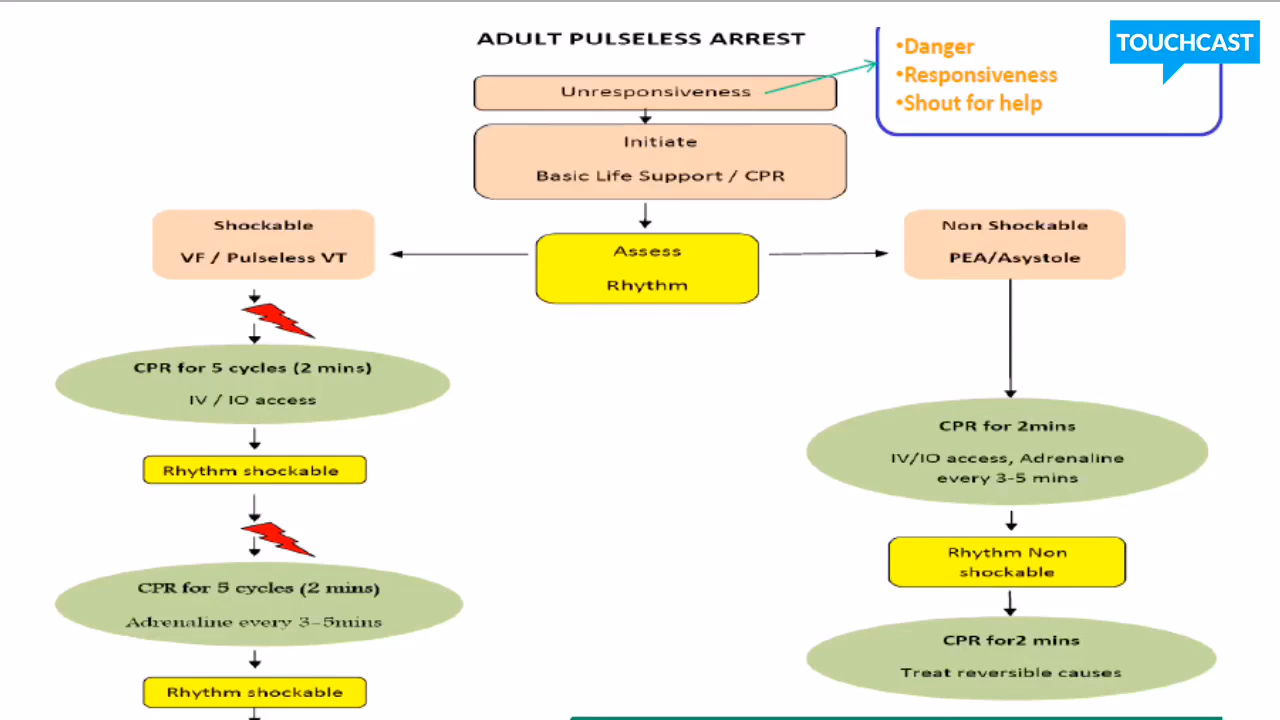 ADULT PULSELESS ARREST
•Danger
•Responsiveness
•Shout for help
TOUCHCAST
Unresponsiveness
Initiate
Basic Life Support / CPR
Assess
Rhythm
Shockable
VF / Pulseless VT
CPR for 5 cycles (2 mins)
IV / IO access
Rhythm shockable
CPR for 5 cycles (2 mins)
Adrenaline every 3-5mins
Rhythm shockable
Non Shockable
PEA/Asystole
CPR for 2mins
IV/IO access, Adrenaline
every 3-5 mins
Rhythm Non
shockable
CPR for2 mins
Treat reversible causes